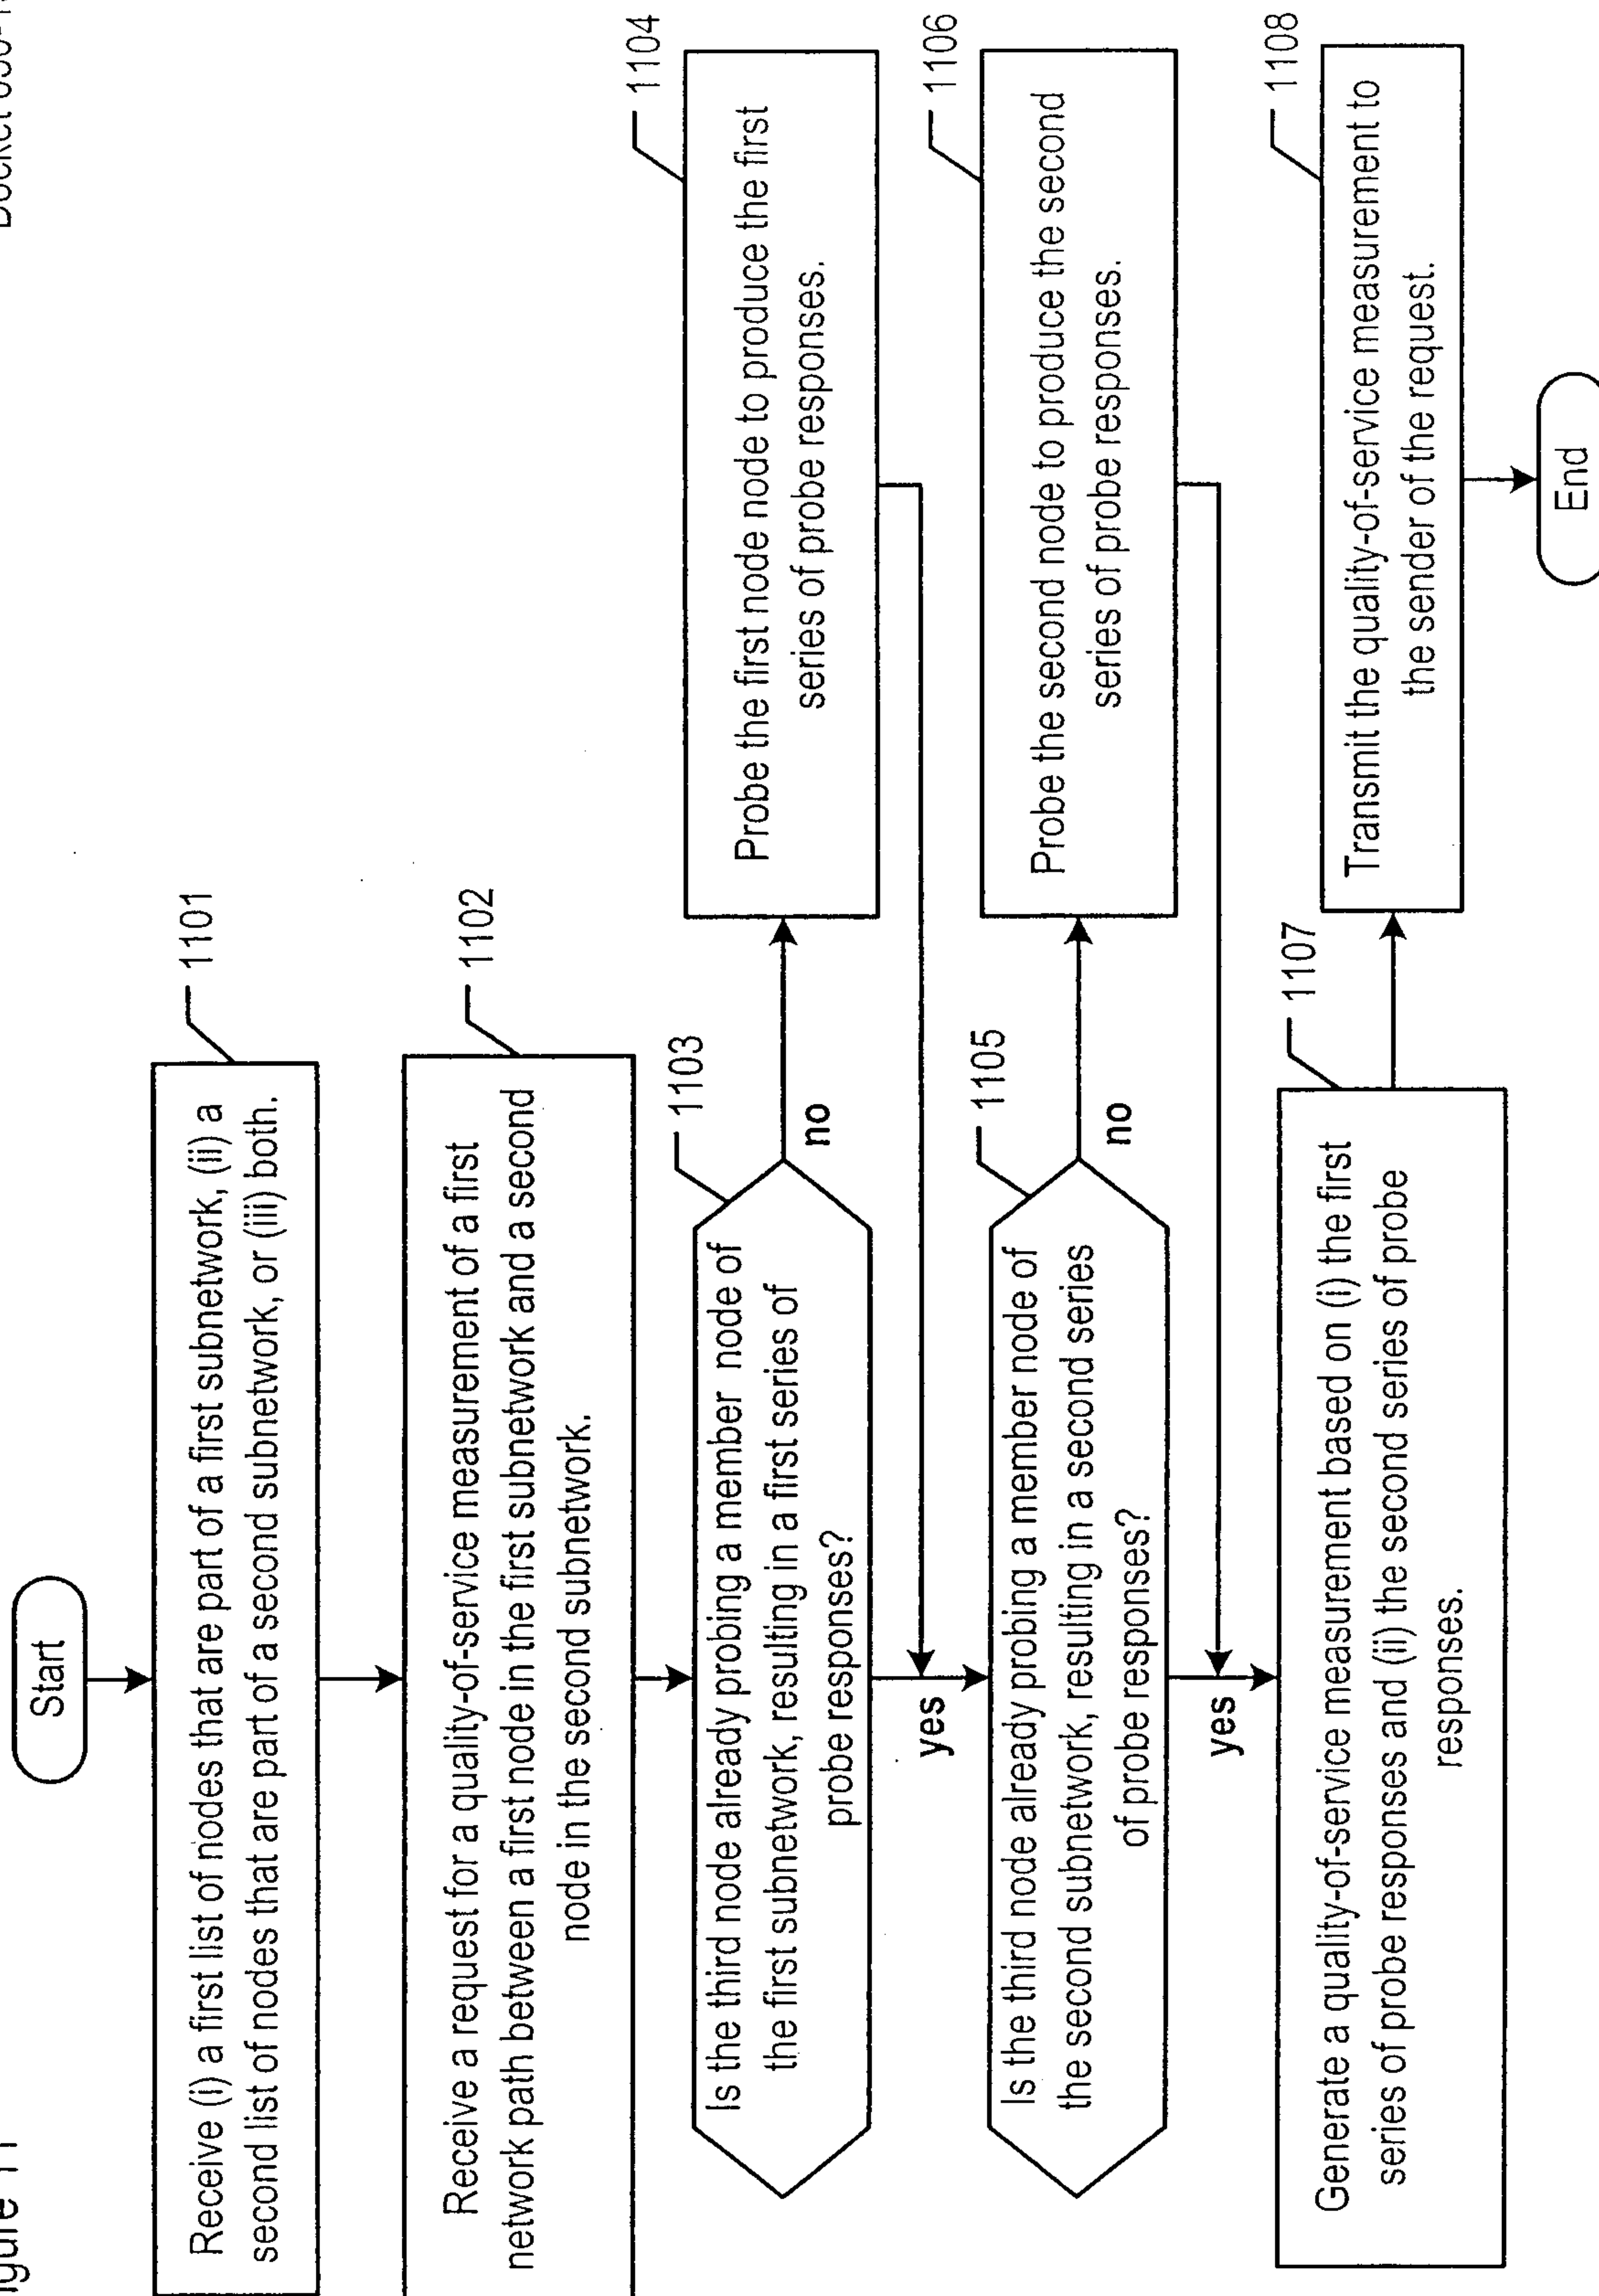 Start
1101
Receive (i) a first list of nodes that are part of a first subnetwork, (ii) a
second list of nodes that are part of a second subnetwork, or (iii) both.
1102
Receive a request for a quality-of-service measurement of a first
network path between a first node in the first subnetwork and a second
node in the second subnetwork.
1103
Is the third node already probing a member node of
the first subnetwork, resulting in a first series of
probe responses?
no
1104
Probe the first node node to produce the first
series of probe responses.
yes
1105
Is the third node already probing a member node of
the second subnetwork, resulting in a second series
of probe responses?
no
1106
Probe the second node to produce the second
series of probe responses.
yes
1107
Generate a quality-of-service measurement based on (i) the first
series of probe responses and (ii) the second series of probe
responses.
1108
Transmit the quality-of-service measurement to
the sender of the request.
End